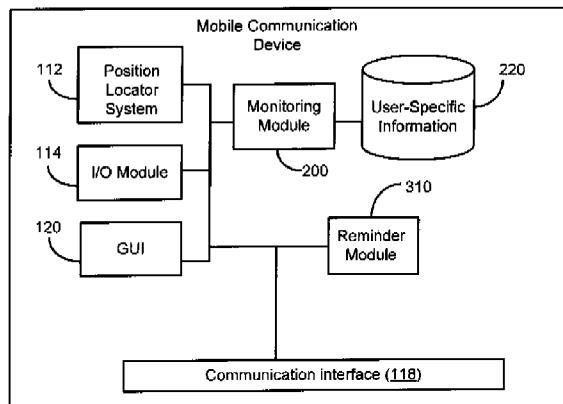 Mobile Communication
Device
112
Position
Locator
System
Monitoring
Module
200
User-Specific
Information
220
114
I/O Module
310
120
GUI
Reminder
Module
Communication interface (118)